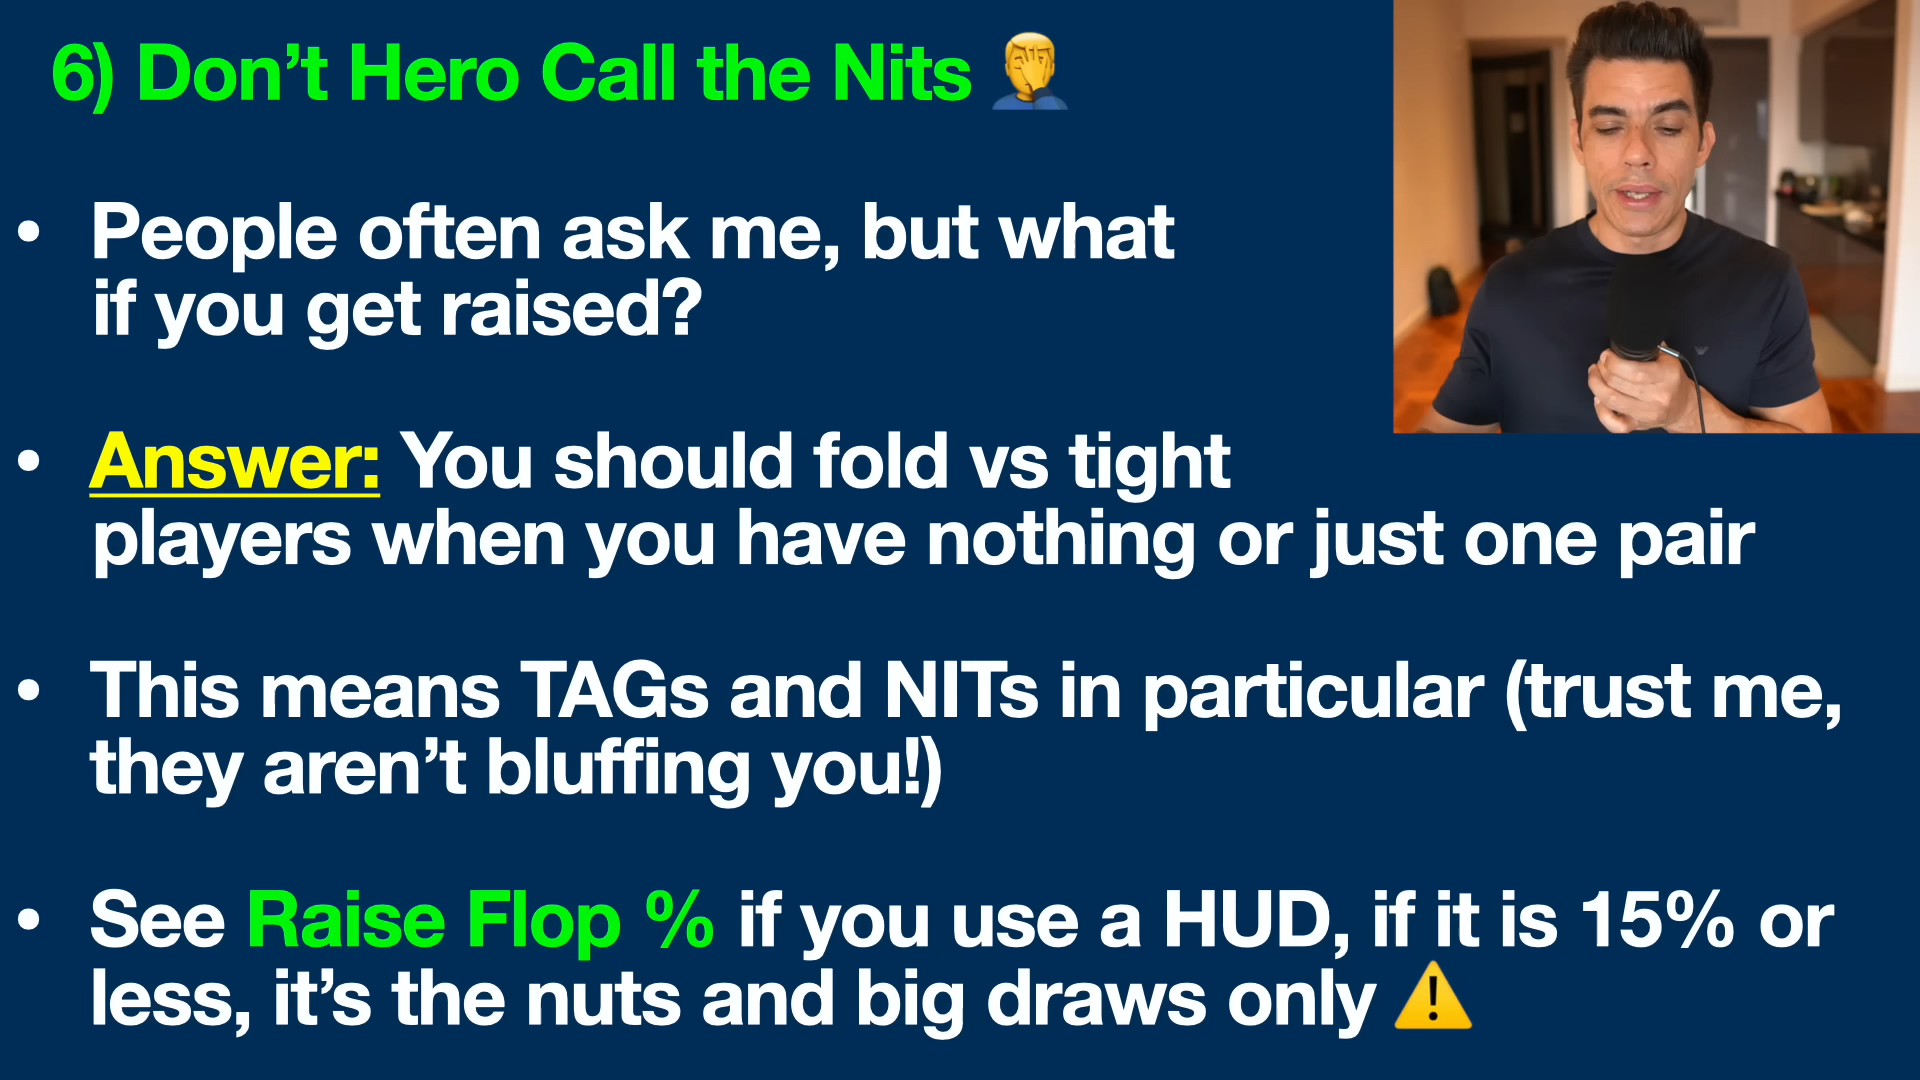 6) Don’t Hero Call the Nits 🤦‍♂️
• People often ask me, but what
if you get raised?
• Answer: You should fold vs tight
players when you have nothing or just one pair
• This means TAGs and NITs in particular (trust me,
they aren’t bluffing you!)
• See Raise Flop % if you use a HUD, if it is 15% or
less, it’s the nuts and big draws only ⚠️